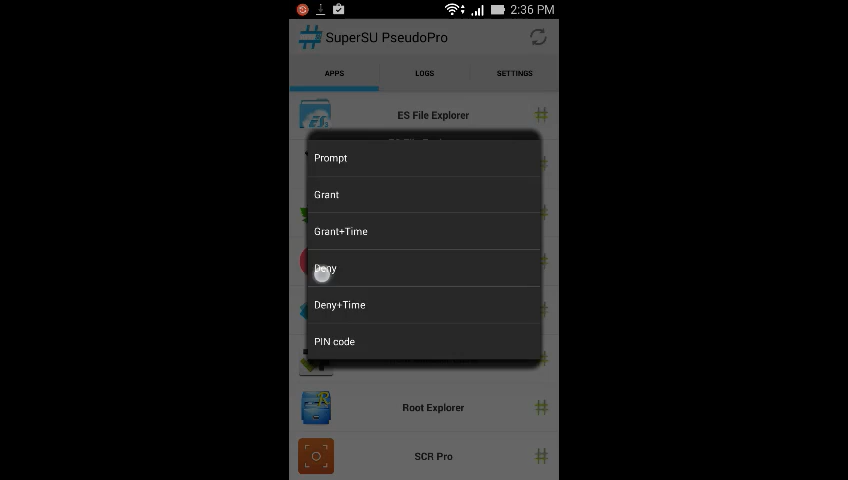 2:36 PM
SuperSU PseudoPro
APPS
LOGS
SETTINGS
ES File Explorer
Prompt
Grant
Grant+Time
Deny
Deny+Time
PIN code
Root Explorer
SCR Pro